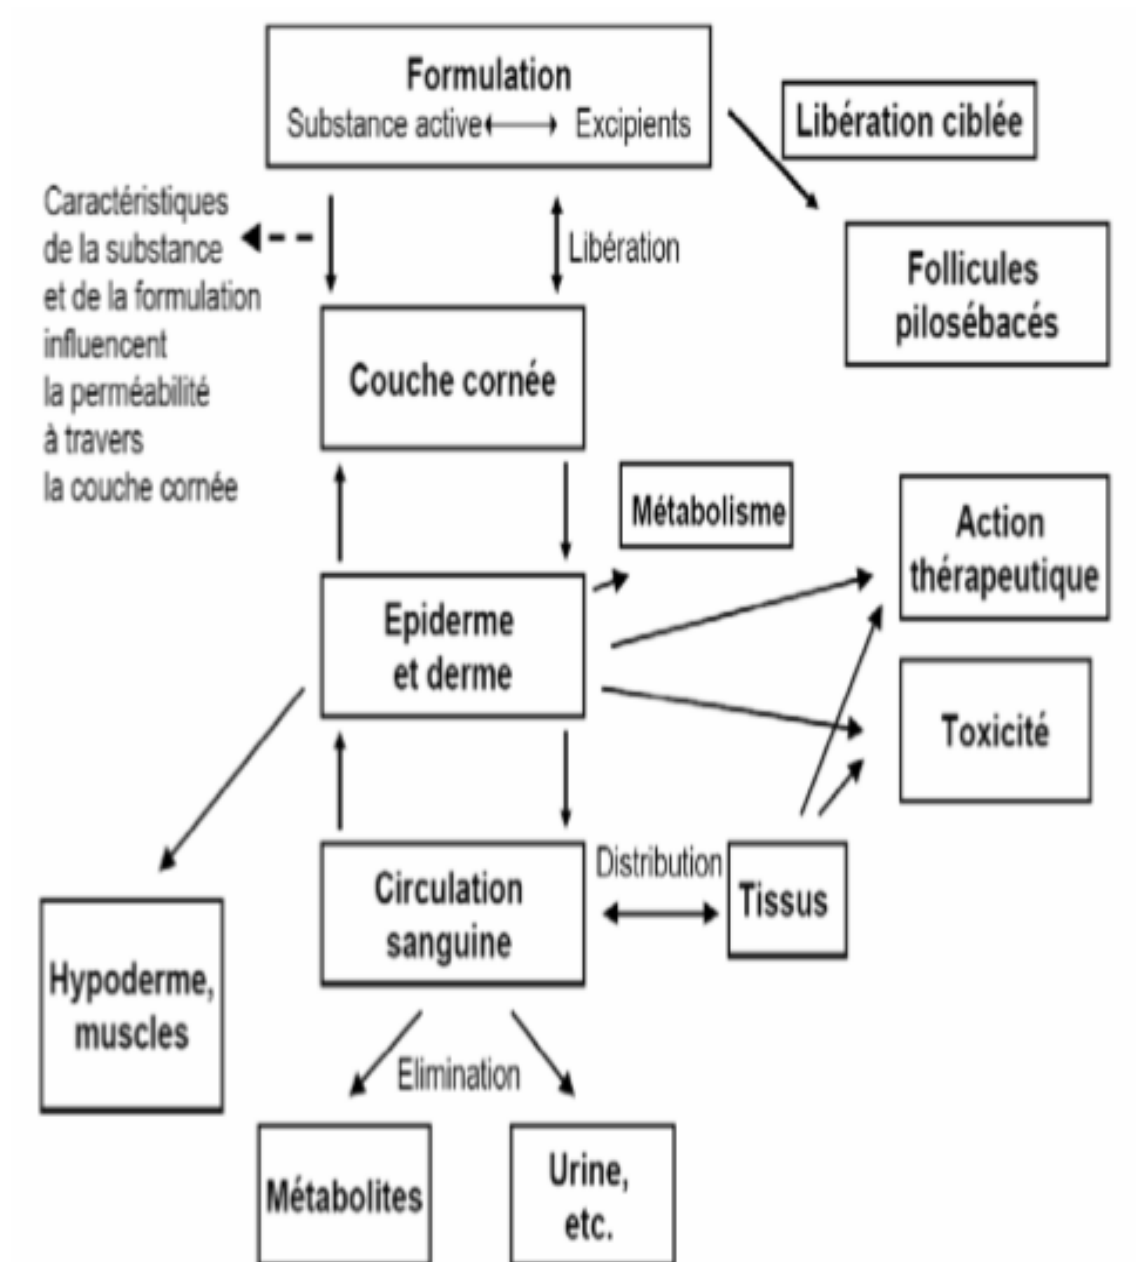 Formulation
Substance active Excipients
Libération ciblée
Caractéristiques
de la substance
et de la formulation
influencent
la perméabilité
à travers
la couche cornée
Libération
Follicules
pilosébacés
Couche cornée
Métabolisme
Action
thérapeutique
Epiderme
et derme
Toxicité
Circulation
sanguine
Distribution
Tissus
Hypoderme,
muscles
Elimination
Métabolites
Urine,
etc.